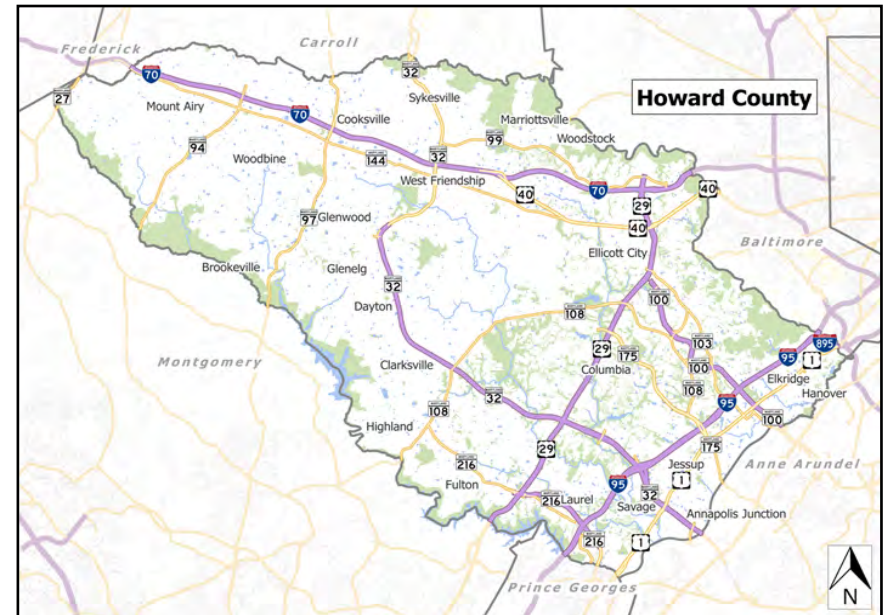 Frederick
Carroll
70
MARYLAND
32
27
Mount Airy
Sykesville
Howard County
70
Cooksville
Marriottsville
Woodstock
94
99
Woodbine
144
32
West Friendship
70
40
40
29
97
Glenwood
40
Baltimore
Ellicott City
Brookeville
Glenelg
32
100
Dayton
108
103
895
95
1
29
175
Montgomery
Clarksville
Columbia
100
Elkridge
108
Hanover
32
95
108
100
Highland
175
29
Anne Arundel
216
Jessup
Fulton
95
1
32
216
Laurel
Savage
Annapolis Junction
216
1
Prince Georges
N